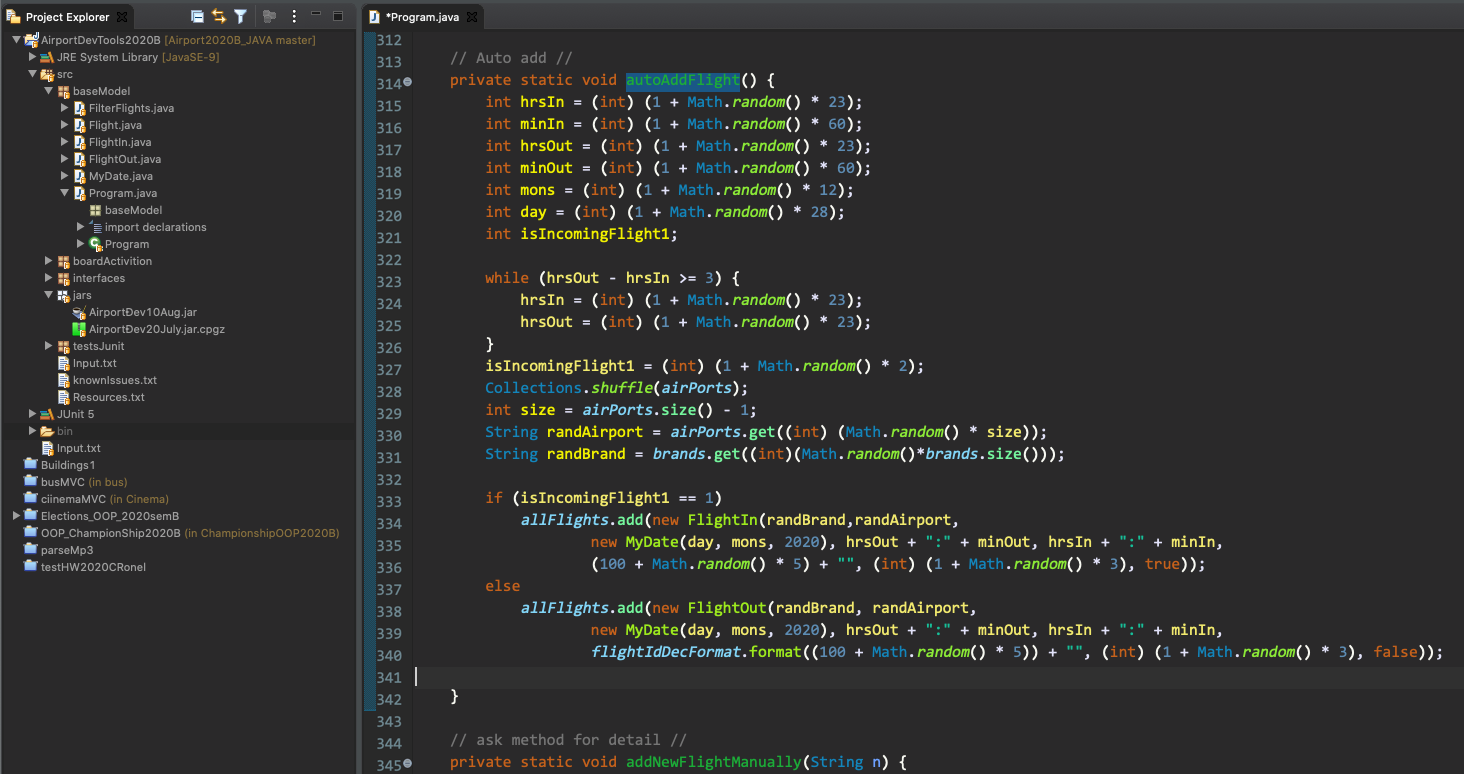 Project Explorer
AirportDevTools2020B [Airport2020B_JAVA master]
JRE System Library [JavaSE-9]
src
baseModel
FilterFlights.java
Flight.java
FlightIn.java
FlightOut.java
MyDate.java
Program.java
baseModel
import declarations
Program
boardActivition
interfaces
jars
AirportĐev10Aug.jar
AirportĐev20July.jar.cpgz
testsJunit
Input.txt
knownIssues.txt
Resources.txt
JUnit 5
bin
Input.txt
Buildings1
busMVC (in bus)
ciinemaMVC (in Cinema)
Elections_OOP_2020semB
OOP_ChampionShip2020B (in ChampionshipOOP2020B)
parseMp3
testHW2020CRonel
*Program.java
312
313 // Auto add //
314 private static void autoAddFlight() {
315 int hrsIn = (int) (1 + Math.random() * 23);
316 int minIn = (int) (1 + Math.random() * 60);
317 int hrsOut = (int) (1 + Math.random() * 23);
318 int minOut = (int) (1 + Math.random() * 60);
319 int mons = (int) (1 + Math.random() * 12);
320 int day = (int) (1 + Math.random() * 28);
321 int isIncomingFlight1;
322
323 while (hrsOut - hrsIn >= 3) {
324 hrsIn = (int) (1 + Math.random() * 23);
325 hrsOut = (int) (1 + Math.random() * 23);
326 }
327 isIncomingFlight1 = (int) (1 + Math.random() * 2);
328 Collections.shuffle(airPorts);
329 int size = airPorts.size() - 1;
330 String randAirport = airPorts.get((int) (Math.random() * size));
331 String randBrand = brands.get((int)(Math.random()*brands.size()));
332
333 if (isIncomingFlight1 == 1)
334 allFlights.add(new FlightIn(randBrand,randAirport,
335 new MyDate(day, mons, 2020), hrsOut + ":" + minOut, hrsIn + ":" + minIn,
336 (100 + Math.random() * 5) + "", (int) (1 + Math.random() * 3), true));
337 else
338 allFlights.add(new FlightOut(randBrand, randAirport,
339 new MyDate(day, mons, 2020), hrsOut + ":" + minOut, hrsIn + ":" + minIn,
340 flightIdDecFormat.format((100 + Math.random() * 5)) + "", (int) (1 + Math.random() * 3), false));
341
342 }
343
344 // ask method for detail //
345 private static void addNewFlightManually(String n) {